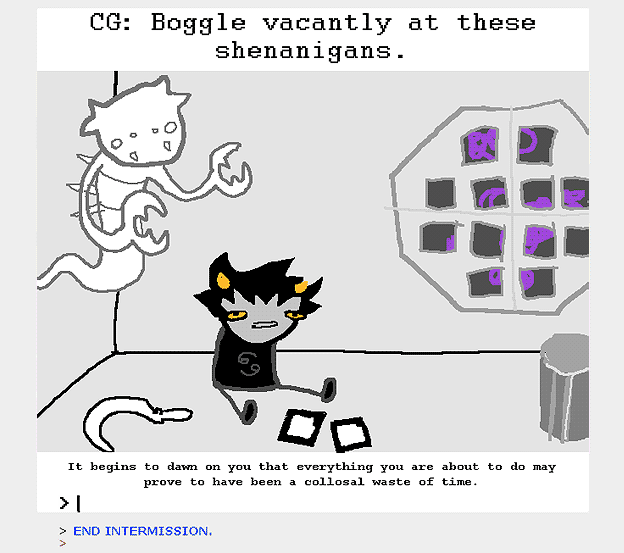 CG: Boggle vacantly at these
shenanigans.
It begins to dawn on you that everything you are about to do may
prove to have been a collosal waste of time.
>|
> END INTERMISSION.
>